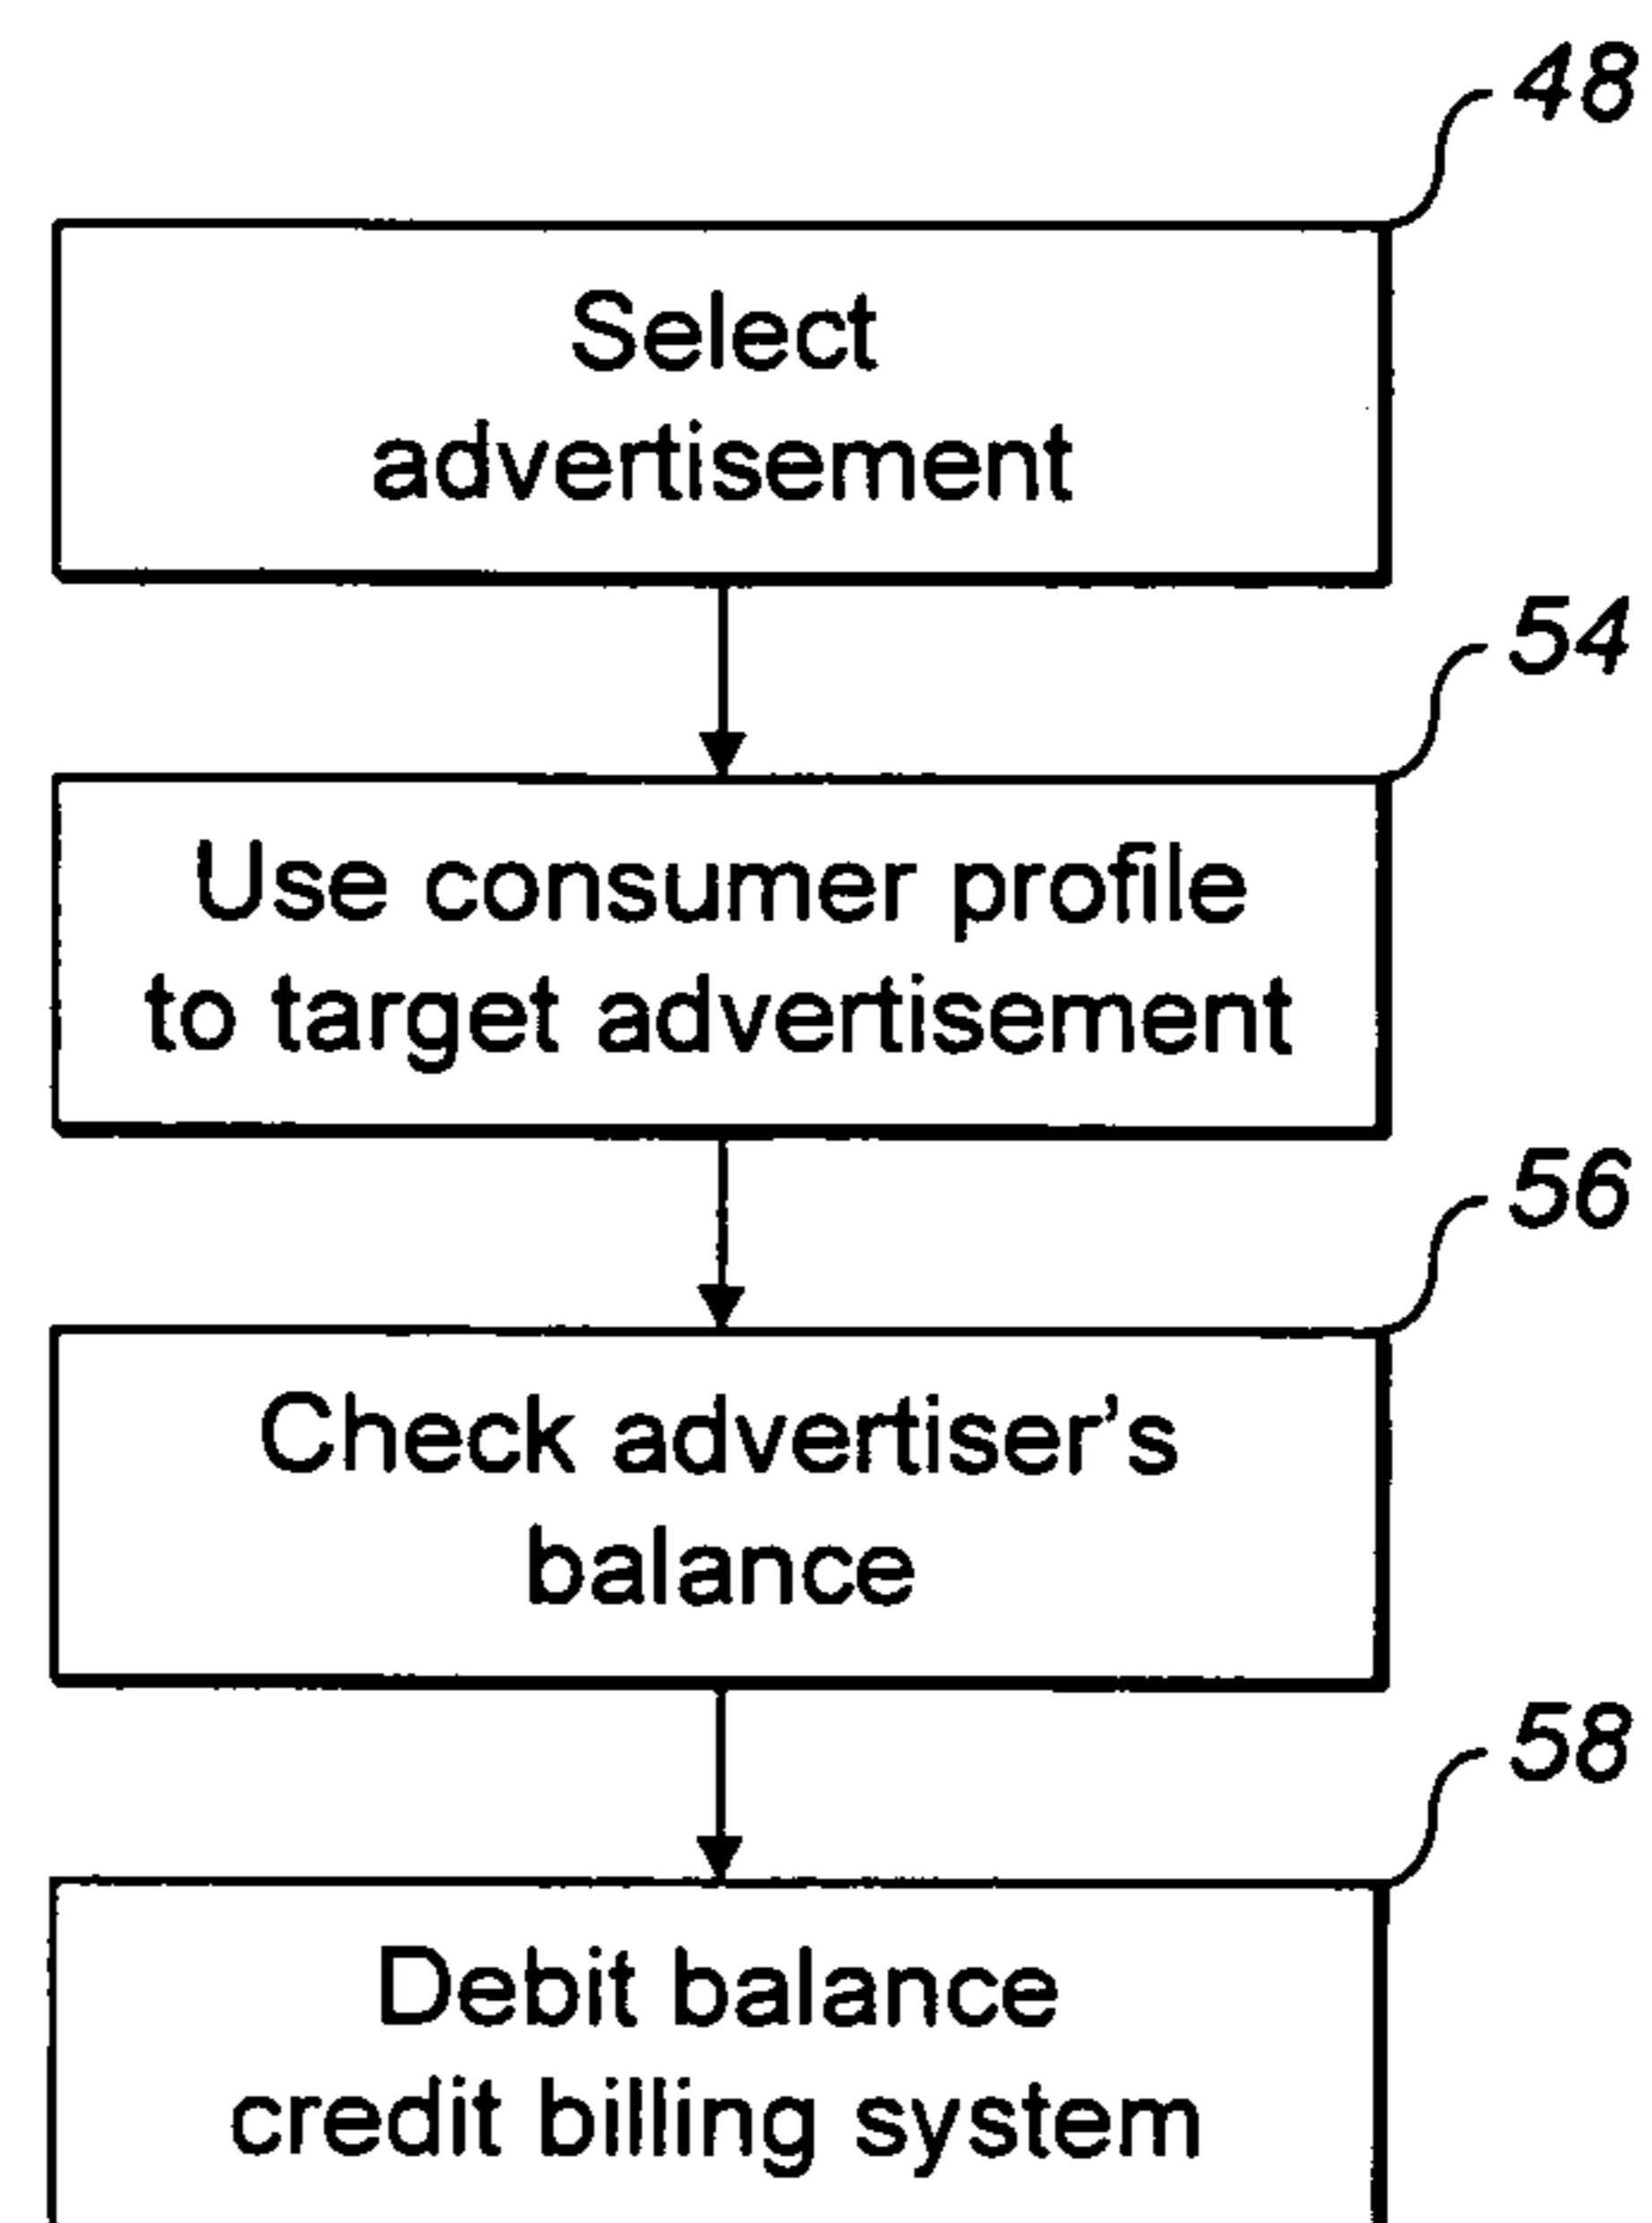 48
Select
advertisement
54
Use consumer profile
to target advertisement
56
Check advertiser's
balance
58
Debit balance
credit billing system